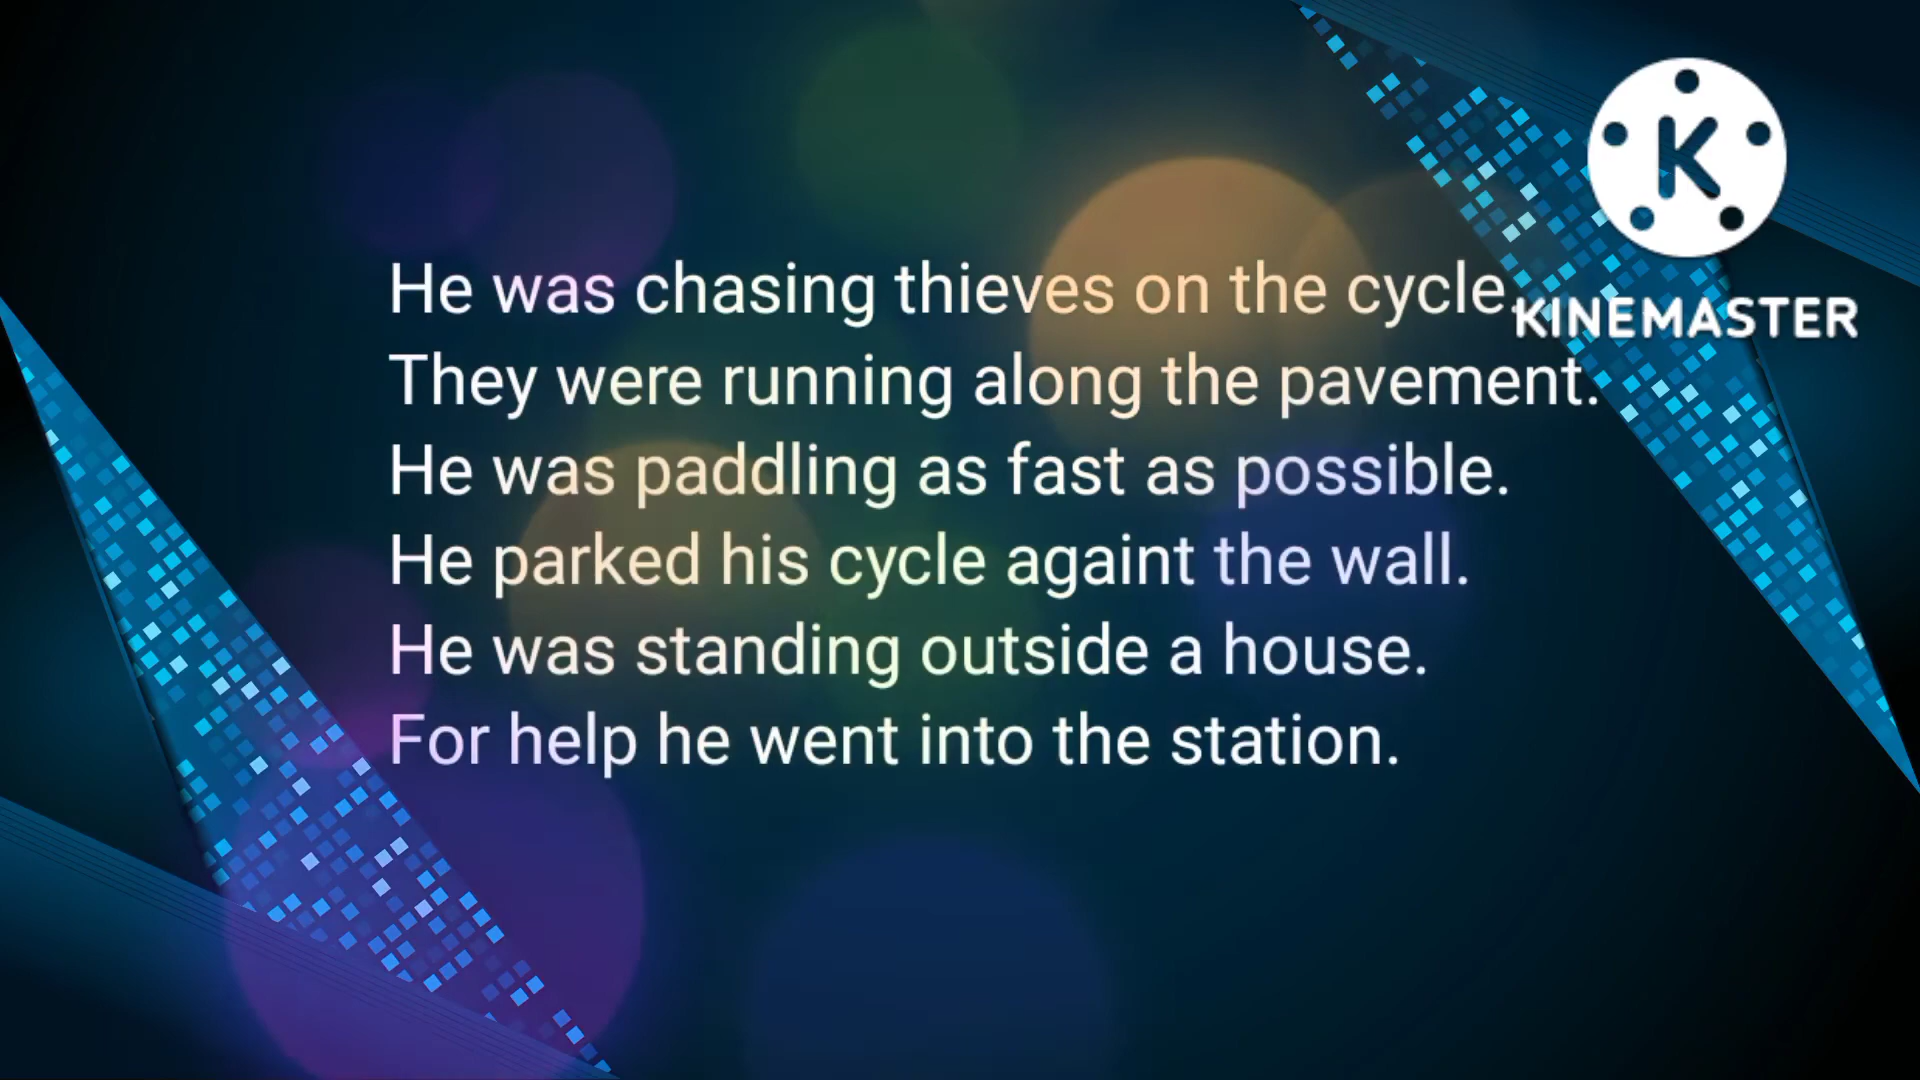 He was chasing thieves on the cycle.
They were running along the pavement.
He was paddling as fast as possible.
He parked his cycle againt the wall.
He was standing outside a house.
For help he went into the station.
K
KINEMASTER